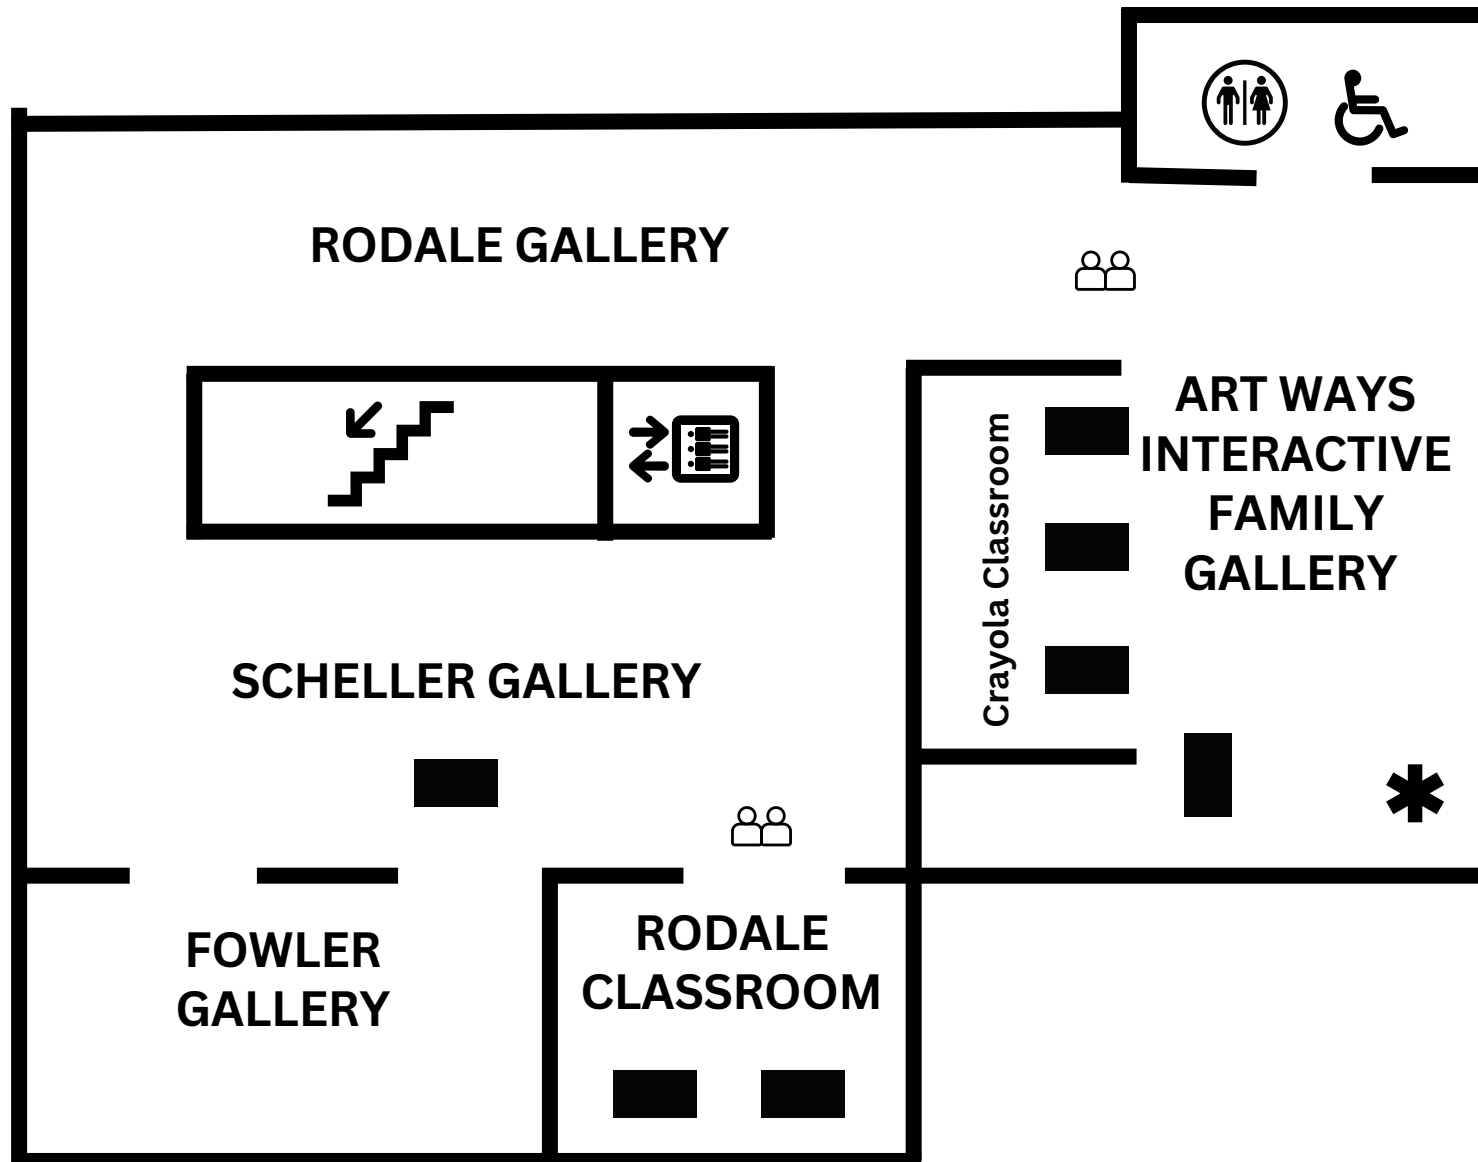 RODALE GALLERY
ART WAYS
INTERACTIVE
FAMILY
GALLERY
Crayola Classroom
SCHELLER GALLERY
FOWLER
GALLERY
RODALE
CLASSROOM